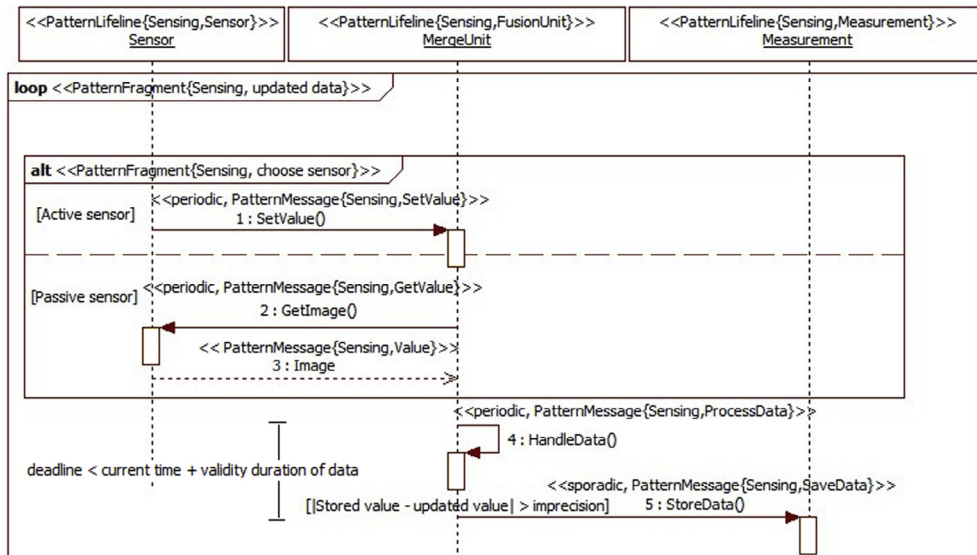 <<PatternLifeline{Sensing,Sensor}>>
Sensor
<<PatternLifeline{Sensing,FusionUnit}>>
MergeUnit
<<PatternLifeline{Sensing,Measurement}>>
Measurement
loop <<PatternFragment{Sensing, updated data}>>
alt <<PatternFragment{Sensing, choose sensor}>>
<<periodic, PatternMessage{Sensing,SetValue}>>
[Active sensor]
1 : SetValue()
<<periodic, PatternMessage{Sensing,GetValue}>>
[Passive sensor]
2 : GetImage()
<< PatternMessage{Sensing,Value}>>
3 : Image
<<periodic, PatternMessage{Sensing,ProcessData}>>
4 : HandleData()
deadline < current time + validity duration of data
<<sporadic, PatternMessage{Sensing,SaveData}>>
[|Stored value - updated value| > imprecision]
5 : StoreData()